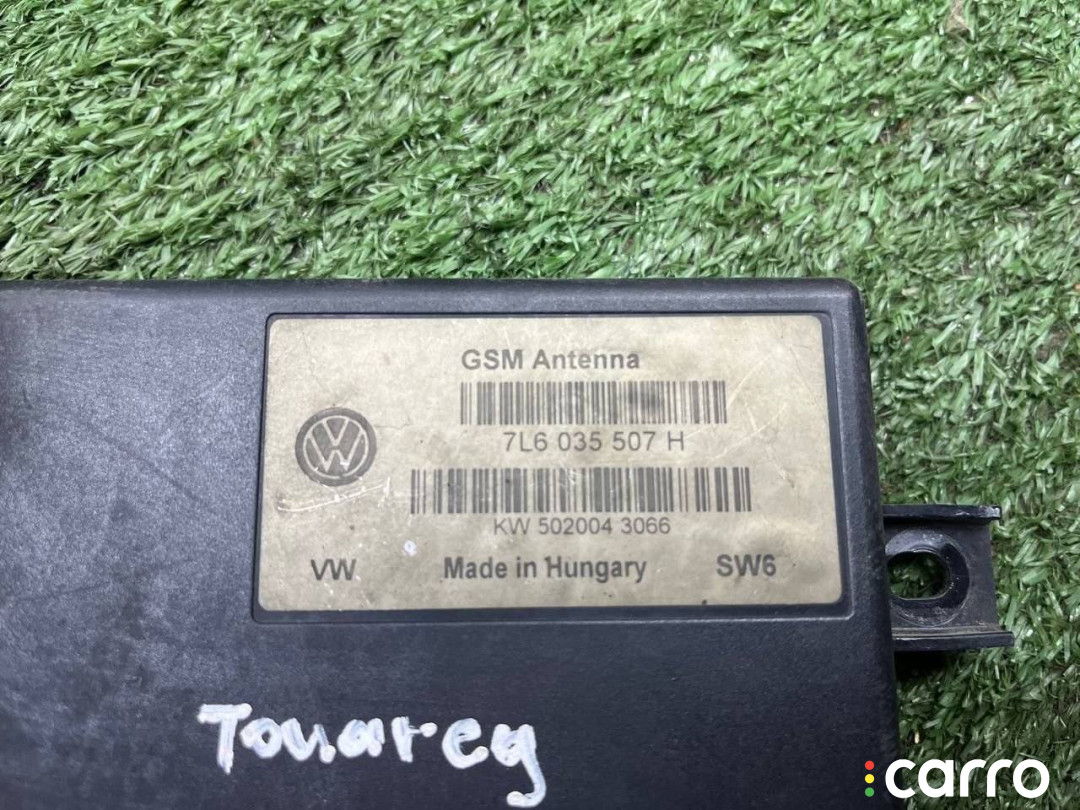 GSM Antenna
7L6 035 507 H
KW 502004 3066
VW Made in Hungary SW6
Touareg
carro